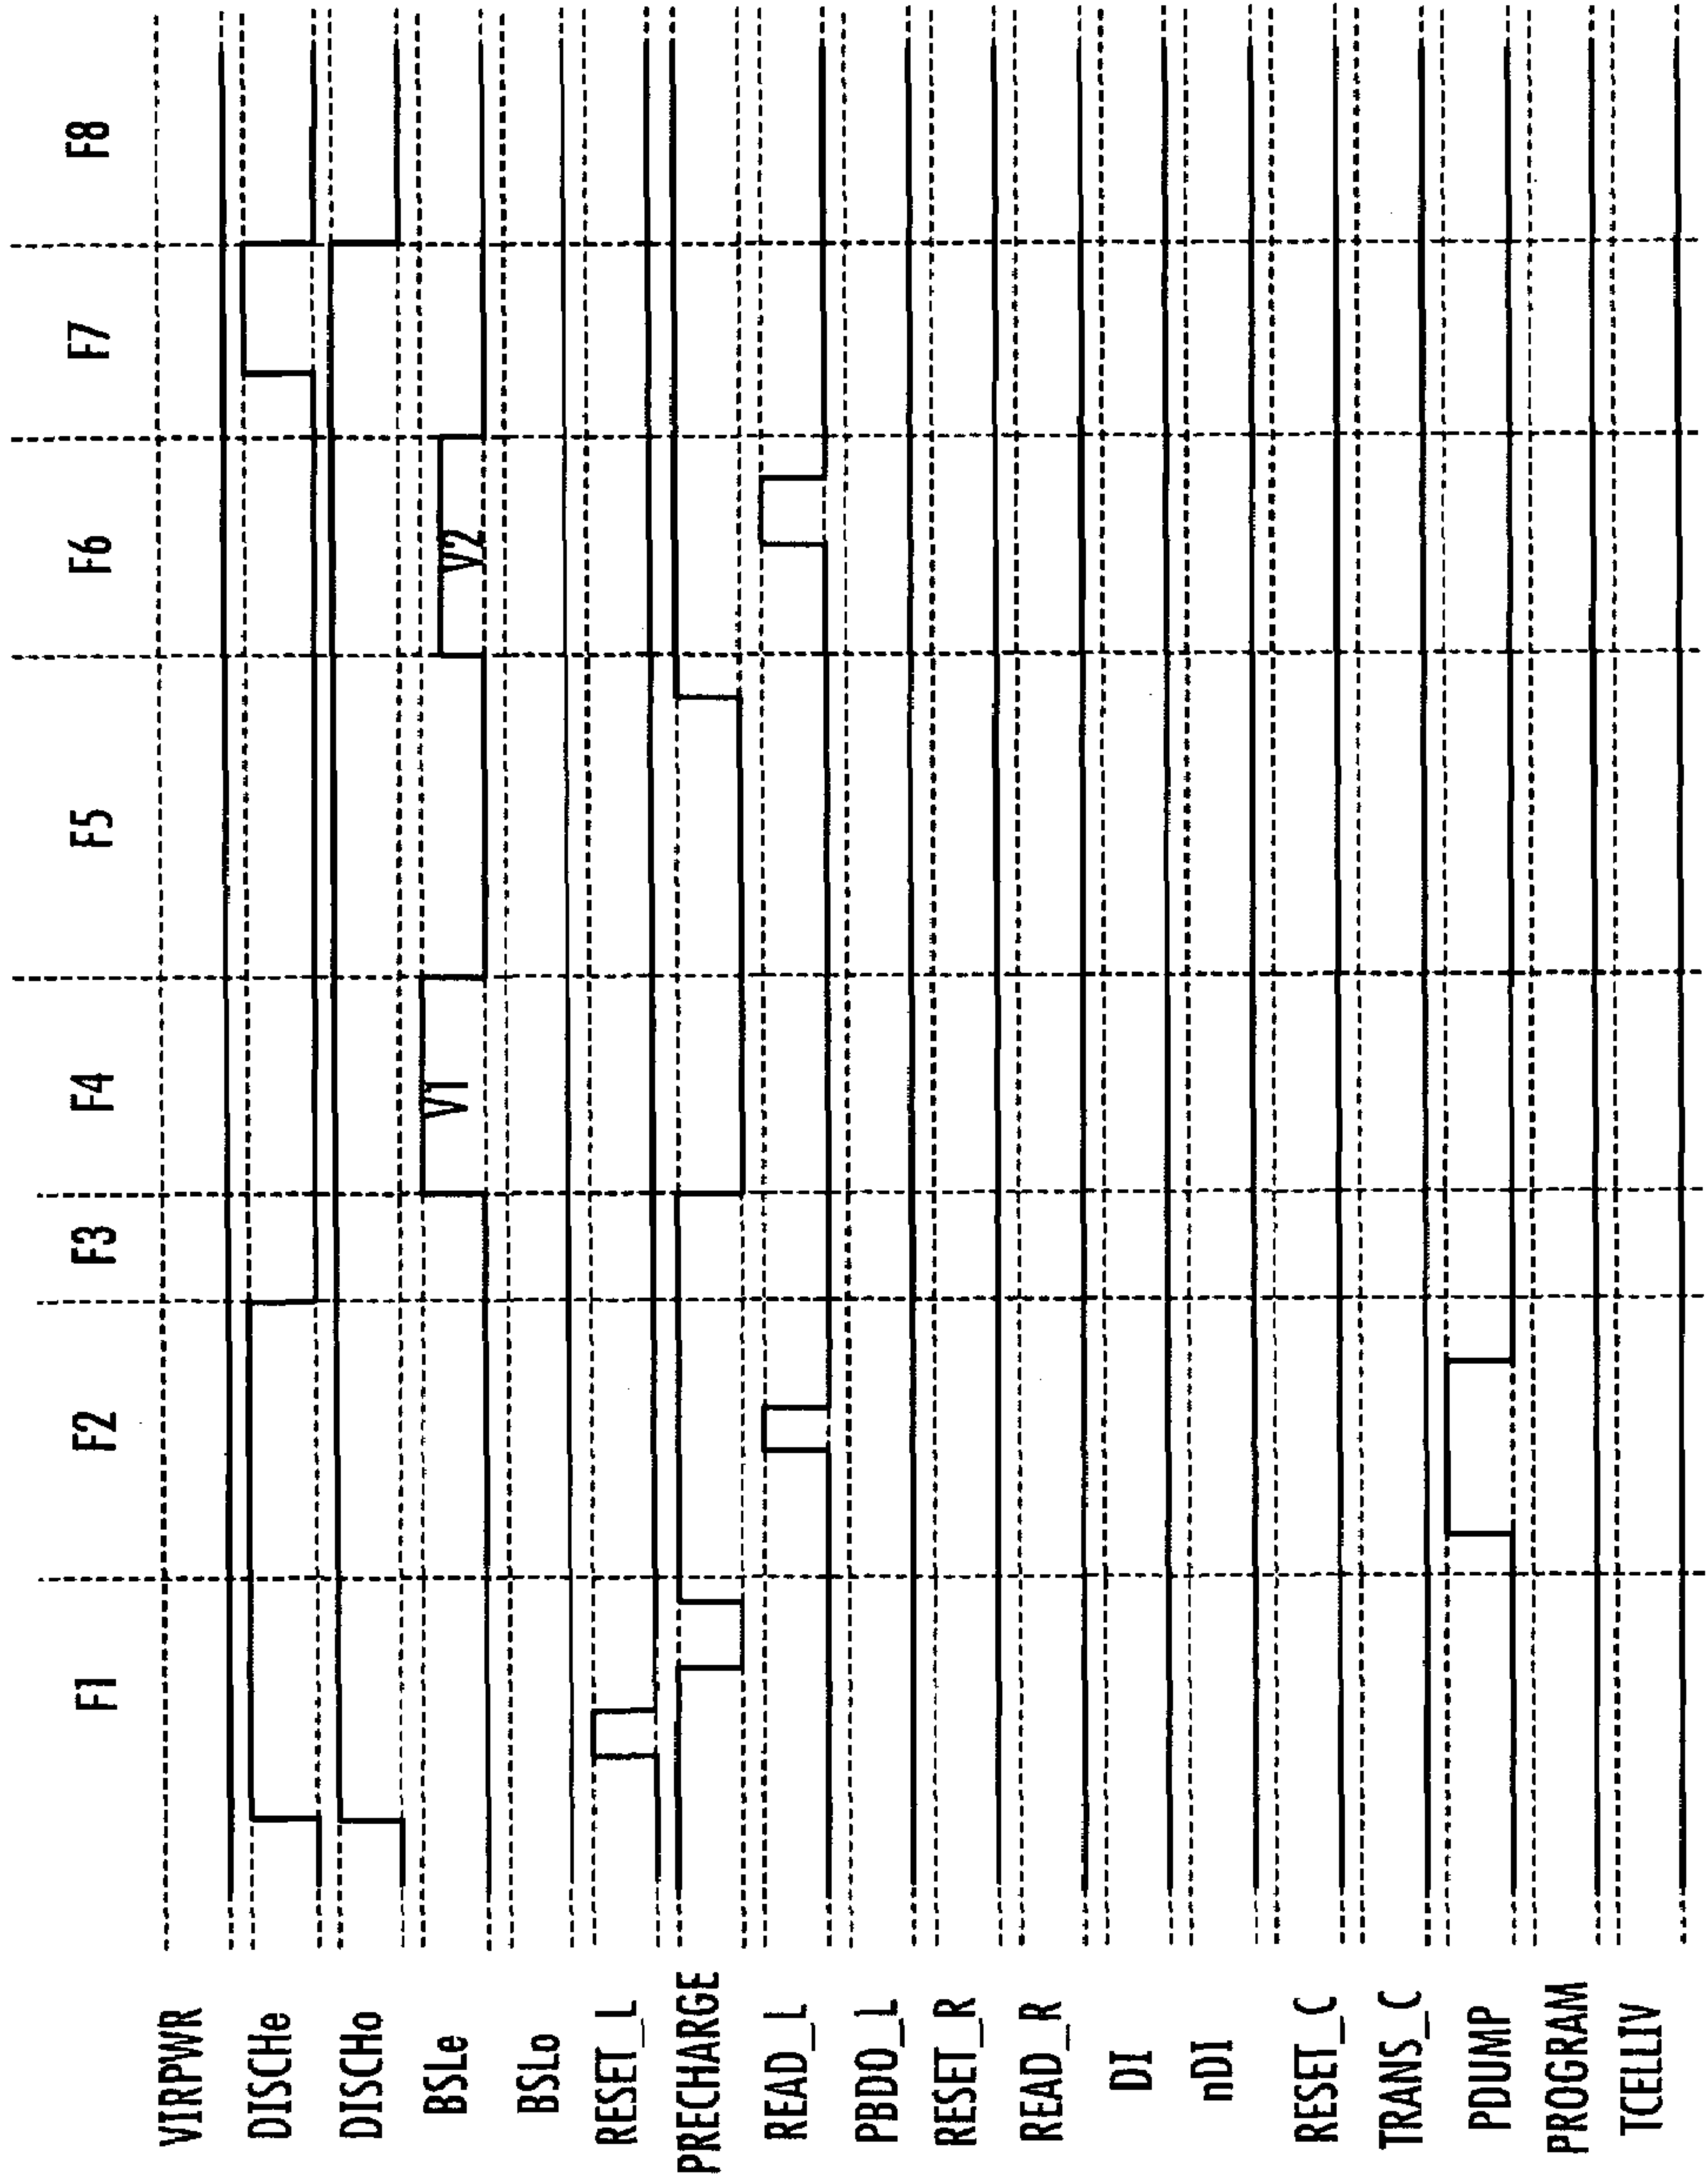 F1 F2 F3 F4 F5 F6 F7 F8
VIRPWR
DISCHe
DISCHo
BSLe V1 V2
BSLo
RESET_L
PRECHARGE
READ_L
PBDO_L
RESET_R
READ_R
DI
nDI
RESET_C
TRANS_C
PDUMP
PROGRAM
TCELLIV